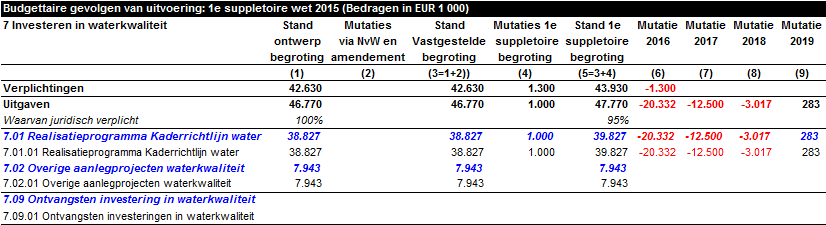 Budgettaire gevolgen van uitvoering: 1e suppletoire wet 2015 (Bedragen in EUR 1 000)
7 Investeren in waterkwaliteit Stand Mutaties Stand Mutaties 1e Stand 1e Mutatie Mutatie Mutatie Mutatie
ontwerp via NvW en Vastgestelde suppletoire suppletoire 2016 2017 2018 2019
begroting amendement begroting begroting begroting
(1) (2) (3=1+2)) (4) (5=3+4) (6) (7) (8) (9)
Verplichtingen 42.630 42.630 1.300 43.930 -1.300
Uitgaven 46.770 46.770 1.000 47.770 -20.332 -12.500 -3.017 283
Waarvan juridisch verplicht 100% 95%
7.01 Realisatieprogramma Kaderrichtlijn water 38.827 38.827 1.000 39.827 -20.332 -12.500 -3.017 283
7.01.01 Realisatieprogramma Kaderrichtlijn water 38.827 38.827 1.000 39.827 -20.332 -12.500 -3.017 283
7.02 Overige aanlegprojecten waterkwaliteit 7.943 7.943 7.943
7.02.01 Overige aanlegprojecten waterkwaliteit 7.943 7.943 7.943
7.09 Ontvangsten investering in waterkwaliteit
7.09.01 Ontvangsten investeringen in waterkwaliteit